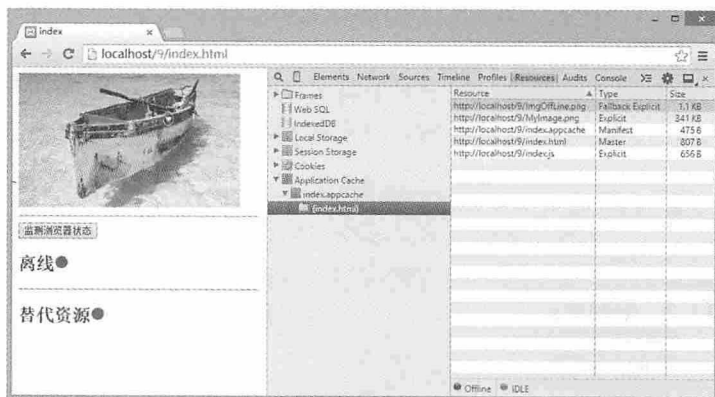 index ×
localhost/9/index.html
监测浏览器状态
离线
替代资源
Elements Network Sources Timeline Profiles Resources Audits Console
Frames
Web SQL
IndexedDB
Local Storage
Session Storage
Cookies
Application Cache
index.appcache
(index.html)
Resource Type Size
http://localhost/9/ImgOffLine.png Fallback Explicit 1.1 KB
http://localhost/9/MyImage.png Explicit 341 KB
http://localhost/9/index.appcache Manifest 475 B
http://localhost/9/index.html Master 807 B
http://localhost/9/index.js Explicit 656 B
Offline IDLE